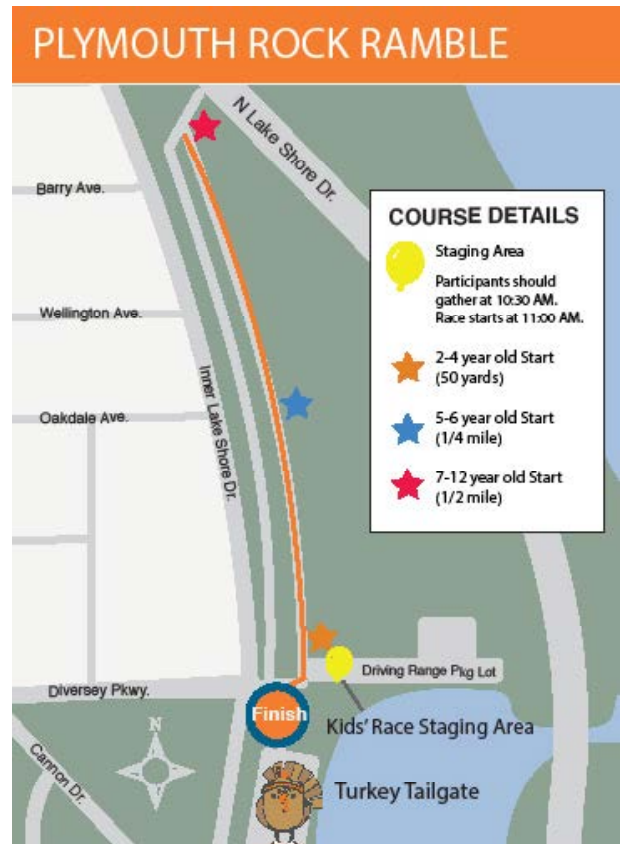 PLYMOUTH ROCK RAMBLE
N Lake Shore Dr.
Barry Ave.
COURSE DETAILS
Staging Area
Participants should
gather at 10:30 AM.
Race starts at 11:00 AM.
Wellington Ave.
2-4 year old Start
(50 yards)
Inner Lake Shore Dr.
Oakdale Ave.
5-6 year old Start
(1/4 mile)
7-12 year old Start
(1/2 mile)
Driving Range Pkg Lot
Diversey Pkwy.
Finish
Kids' Race Staging Area
N
Cannon Dr.
Turkey Tailgate